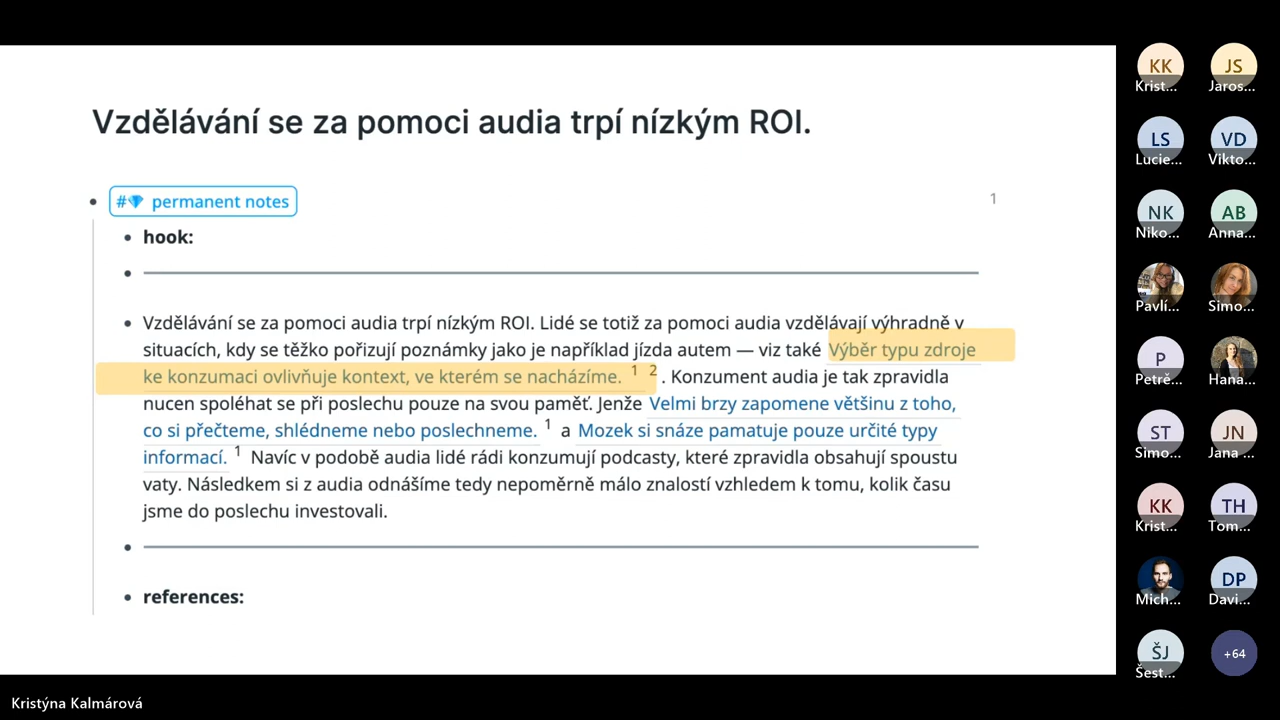 Vzdělávání se za pomoci audia trpí nízkým ROI.
# permanent notes
1
hook:
Vzdělávání se za pomoci audia trpí nízkým ROI. Lidé se totiž za pomoci audia vzdělávají výhradně v
situacích, kdy se těžko pořizují poznámky jako je například jízda autem — viz také Výběr typu zdroje
ke konzumaci ovlivňuje kontext, ve kterém se nacházíme. 1 2 . Konzument audia je tak zpravidla
nucen spoléhat se při poslechu pouze na svou paměť. Jenže Velmi brzy zapomene většinu z toho,
co si přečteme, shlédneme nebo poslechneme. 1 a Mozek si snáze pamatuje pouze určité typy
informací. 1 Navíc v podobě audia lidé rádi konzumují podcasty, které zpravidla obsahují spoustu
vaty. Následkem si z audia odnášíme tedy nepoměrně málo znalostí vzhledem k tomu, kolik času
jsme do poslechu investovali.
references:
KK JS
Krist... Jaros...
LS VD
Lucie... Vikto...
NK AB
Niko... Anna...
Pavlí... Simo...
P
Petrě... Hana...
ST JN
Simo... Jana ...
KK TH
Krist... Tom...
DP
Mich... Davi...
ŠJ +64
Šest...
Kristýna Kalmárová